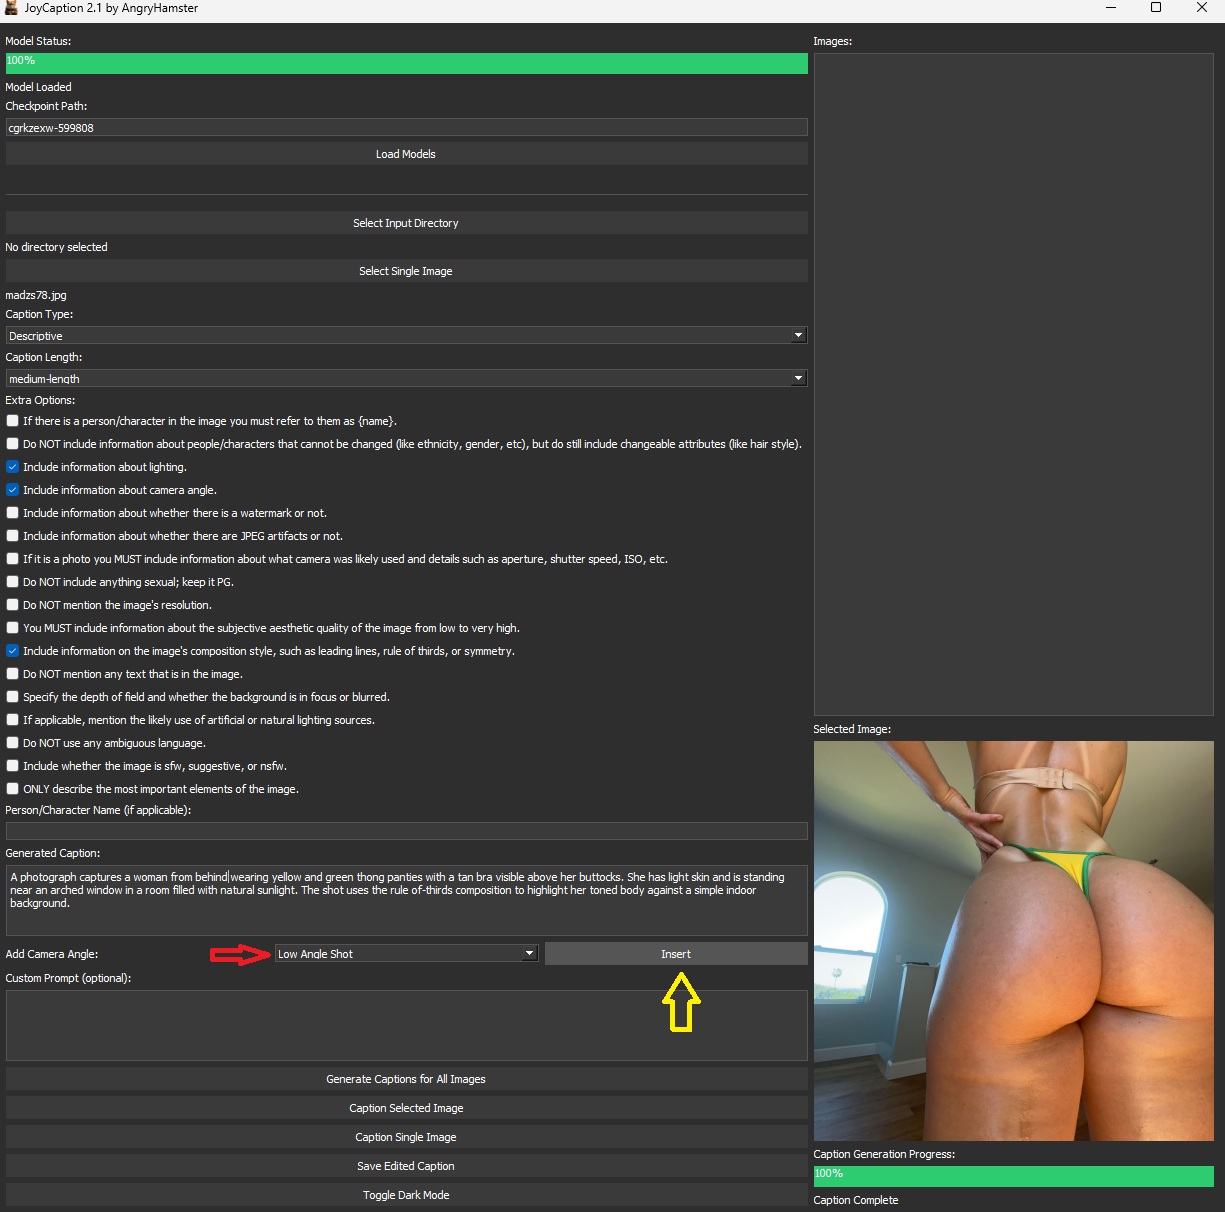 JoyCaption 2.1 by AngryHamster
Model Status:
100%
Model Loaded
Checkpoint Path:
cgrkzexw-599808
Load Models
Select Input Directory
No directory selected
Select Single Image
madzs78.jpg
Caption Type:
Descriptive
Caption Length:
medium-length
Extra Options:
If there is a person/character in the image you must refer to them as {name}.
Do NOT include information about people/characters that cannot be changed (like ethnicity, gender, etc), but do still include changeable attributes (like hair style).
Include information about lighting.
Include information about camera angle.
Include information about whether there is a watermark or not.
Include information about whether there are JPEG artifacts or not.
If it is a photo you MUST include information about what camera was likely used and details such as aperture, shutter speed, ISO, etc.
Do NOT include anything sexual; keep it PG.
Do NOT mention the image's resolution.
You MUST include information about the subjective aesthetic quality of the image from low to very high.
Include information on the image's composition style, such as leading lines, rule of thirds, or symmetry.
Do NOT mention any text that is in the image.
Specify the depth of field and whether the background is in focus or blurred.
If applicable, mention the likely use of artificial or natural lighting sources.
Do NOT use any ambiguous language.
Include whether the image is sfw, suggestive, or nsfw.
ONLY describe the most important elements of the image.
Person/Character Name (if applicable):
Generated Caption:
A photograph captures a woman from behind wearing yellow and green thong panties with a tan bra visible above her buttocks. She has light skin and is standing
near an arched window in a room filled with natural sunlight. The shot uses the rule of-thirds composition to highlight her toned body against a simple indoor
background.
Add Camera Angle:
Low Angle Shot
Insert
Custom Prompt (optional):
Generate Captions for All Images
Caption Selected Image
Caption Single Image
Save Edited Caption
Toggle Dark Mode
Images:
Selected Image:
Caption Generation Progress:
100%
Caption Complete